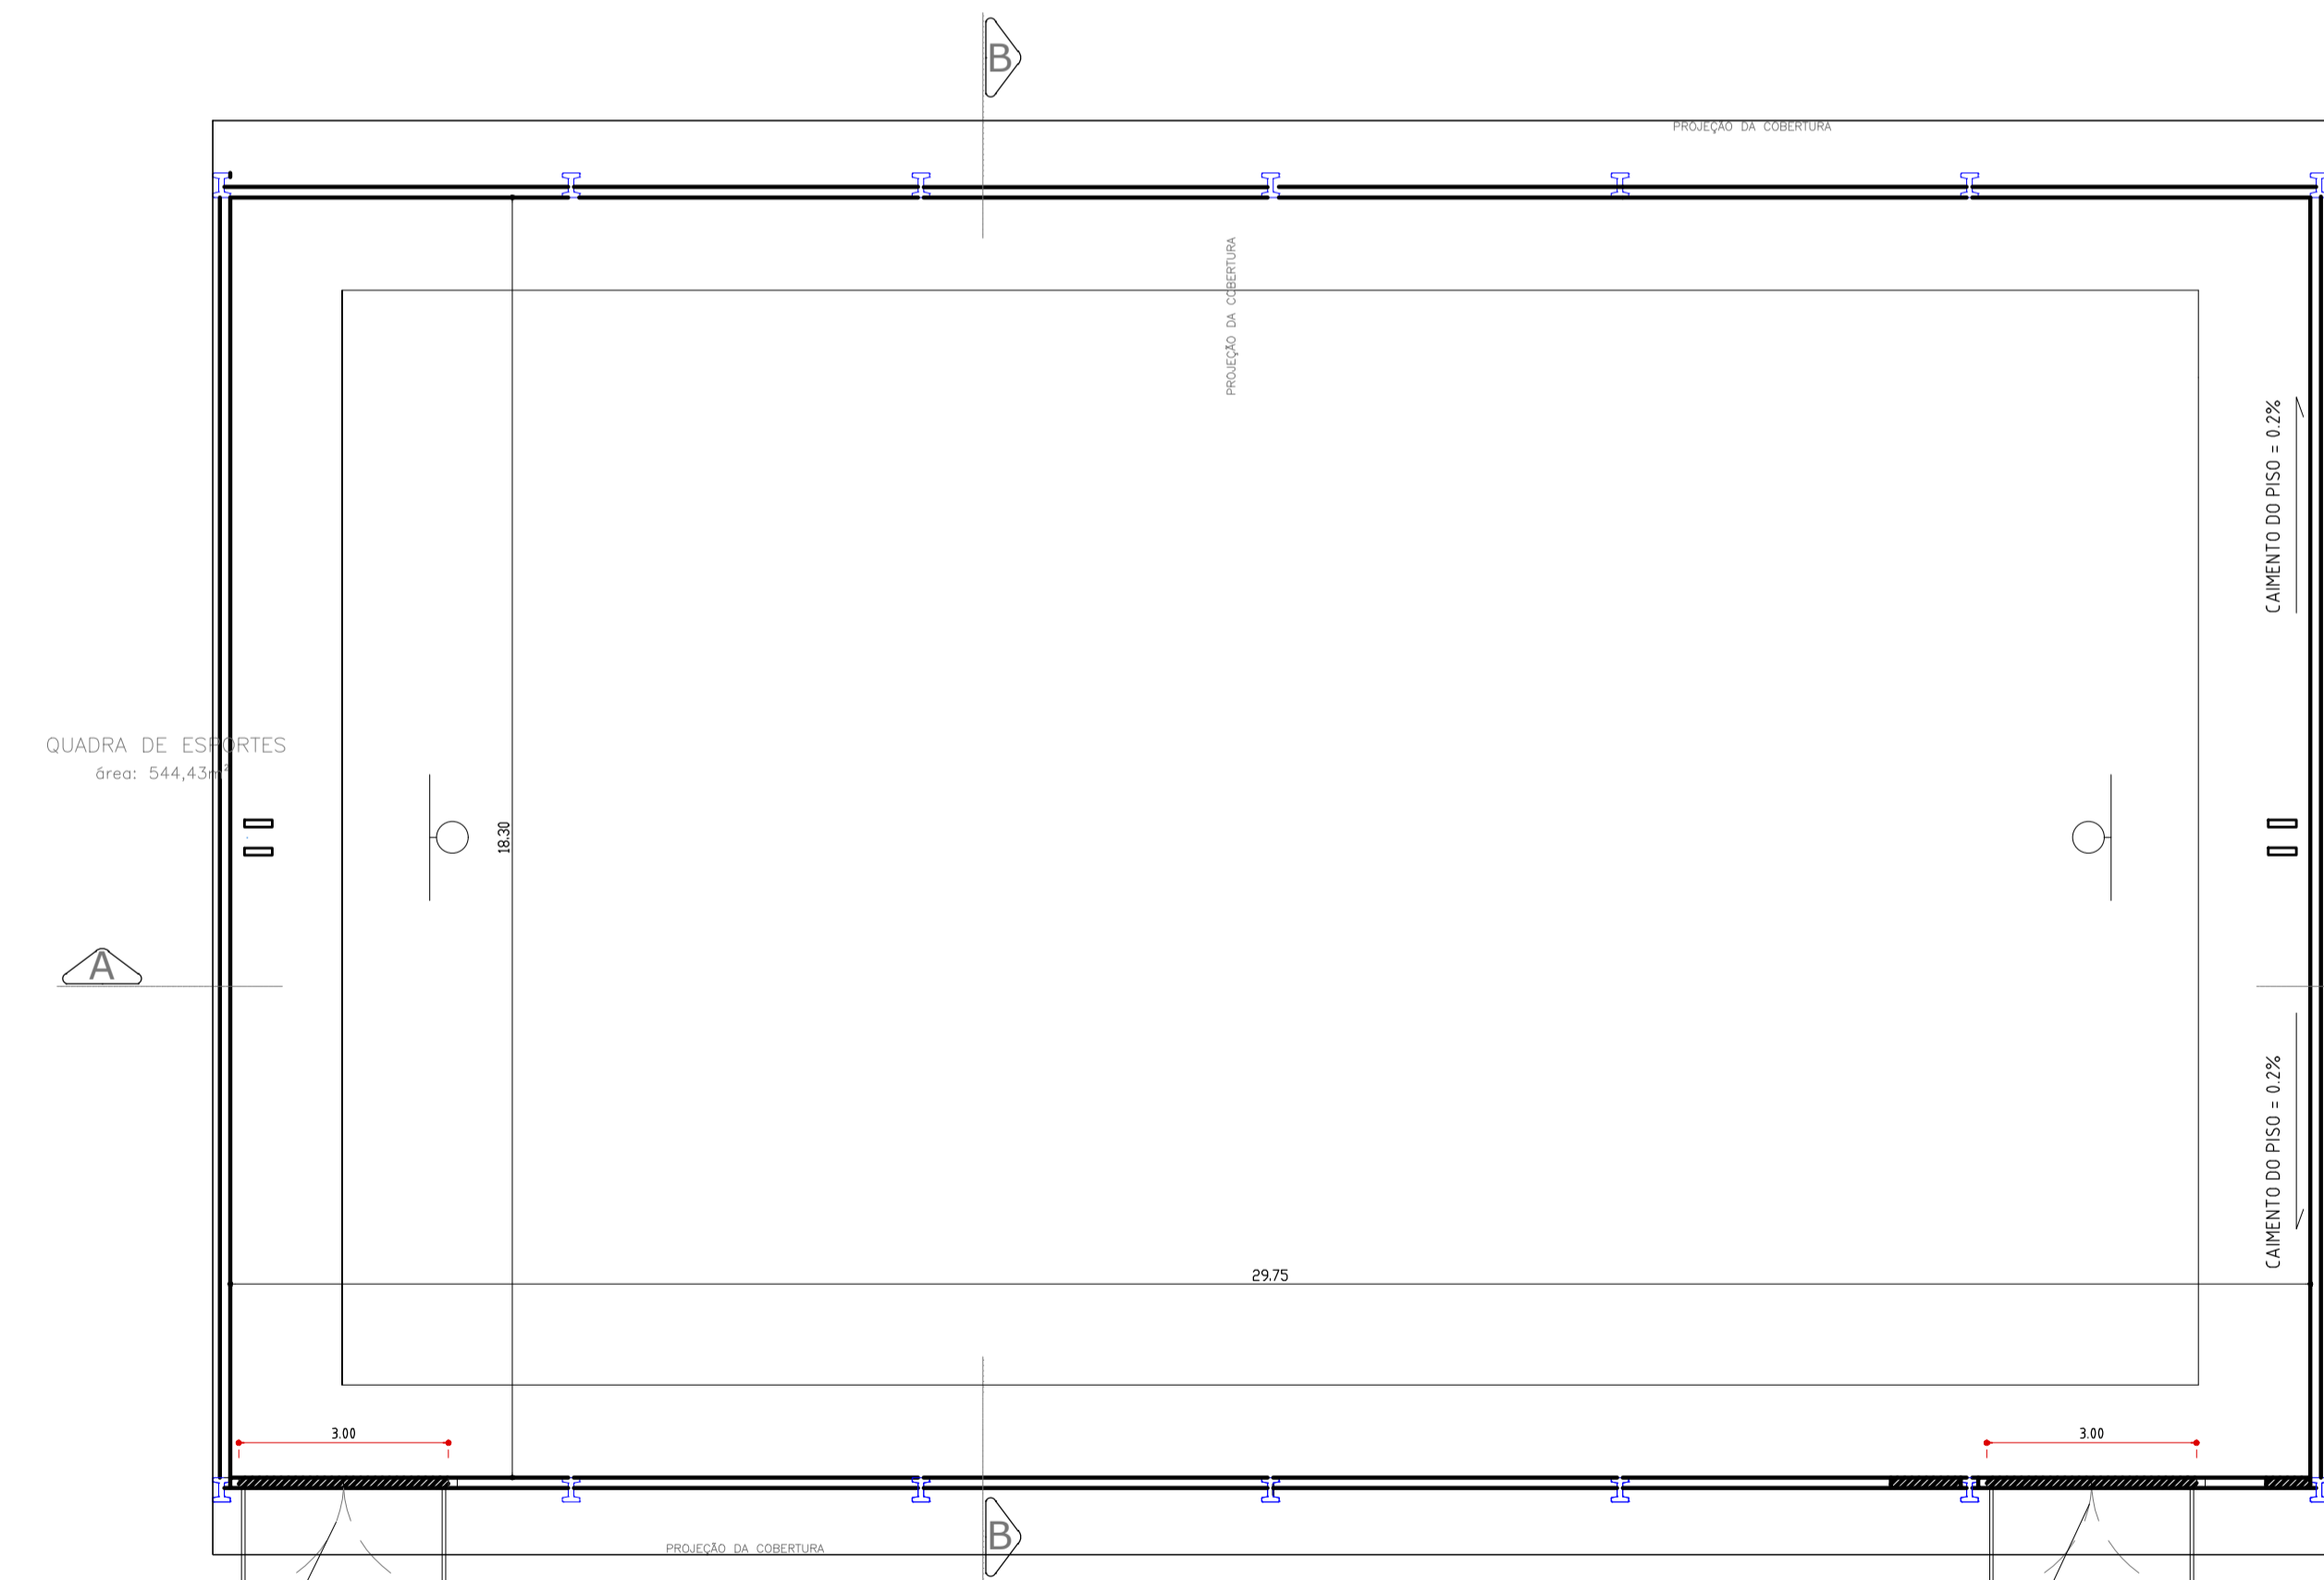 B
PROJEÇÃO DA COBERTURA
PROJEÇÃO DA COBERTURA
CAIMENTO DO PISO = 0.2%
QUADRA DE ESPORTES
área: 544,43m²
18.30
A
CAIMENTO DO PISO = 0.2%
29.75
3.00
3.00
B
PROJEÇÃO DA COBERTURA